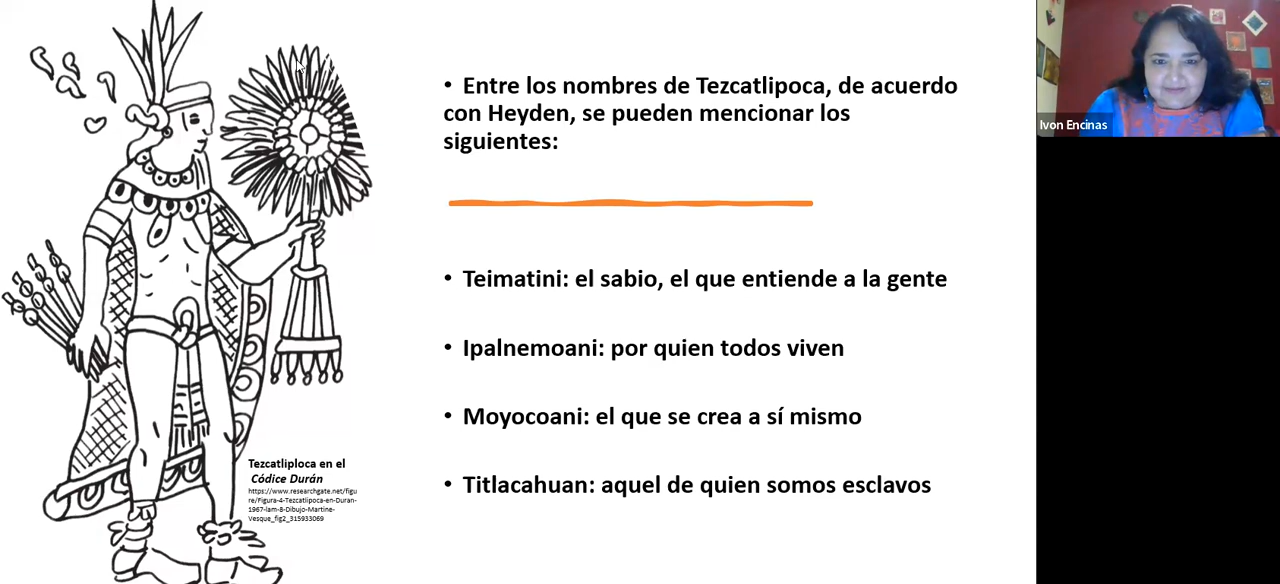 • Entre los nombres de Tezcatlipoca, de acuerdo
con Heyden, se pueden mencionar los
siguientes:
• Teimatini: el sabio, el que entiende a la gente
• Ipalnemoani: por quien todos viven
• Moyocoani: el que se crea a sí mismo
• Titlacahuan: aquel de quien somos esclavos
Tezcatliploca en el
Códice Durán
https://www.researchgate.net/figu
re/Figura-4-Tezcatlipoca-en-Duran-
1967-lam-8-Dibujo-Martine-
Vesque_fig2_315933069
Ivon Encinas